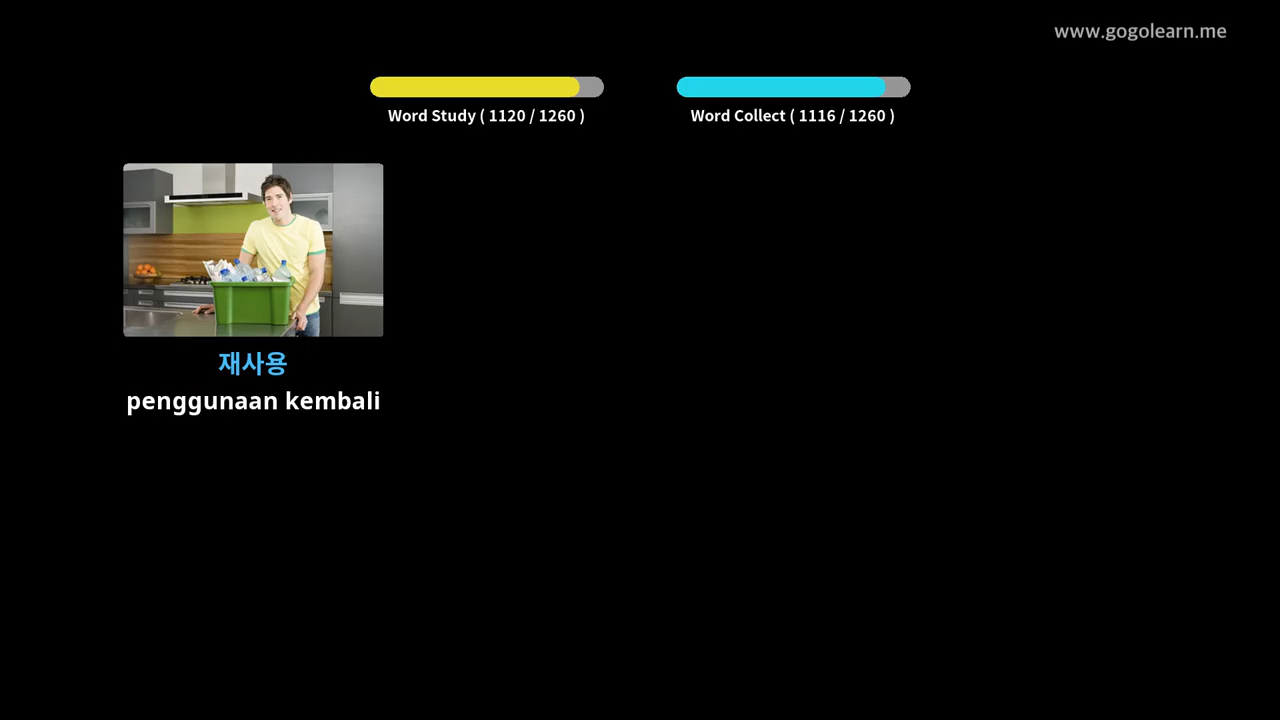 www.gogolearn.me
Word Study ( 1120 / 1260 )
Word Collect ( 1116 / 1260 )
재사용
penggunaan kembali